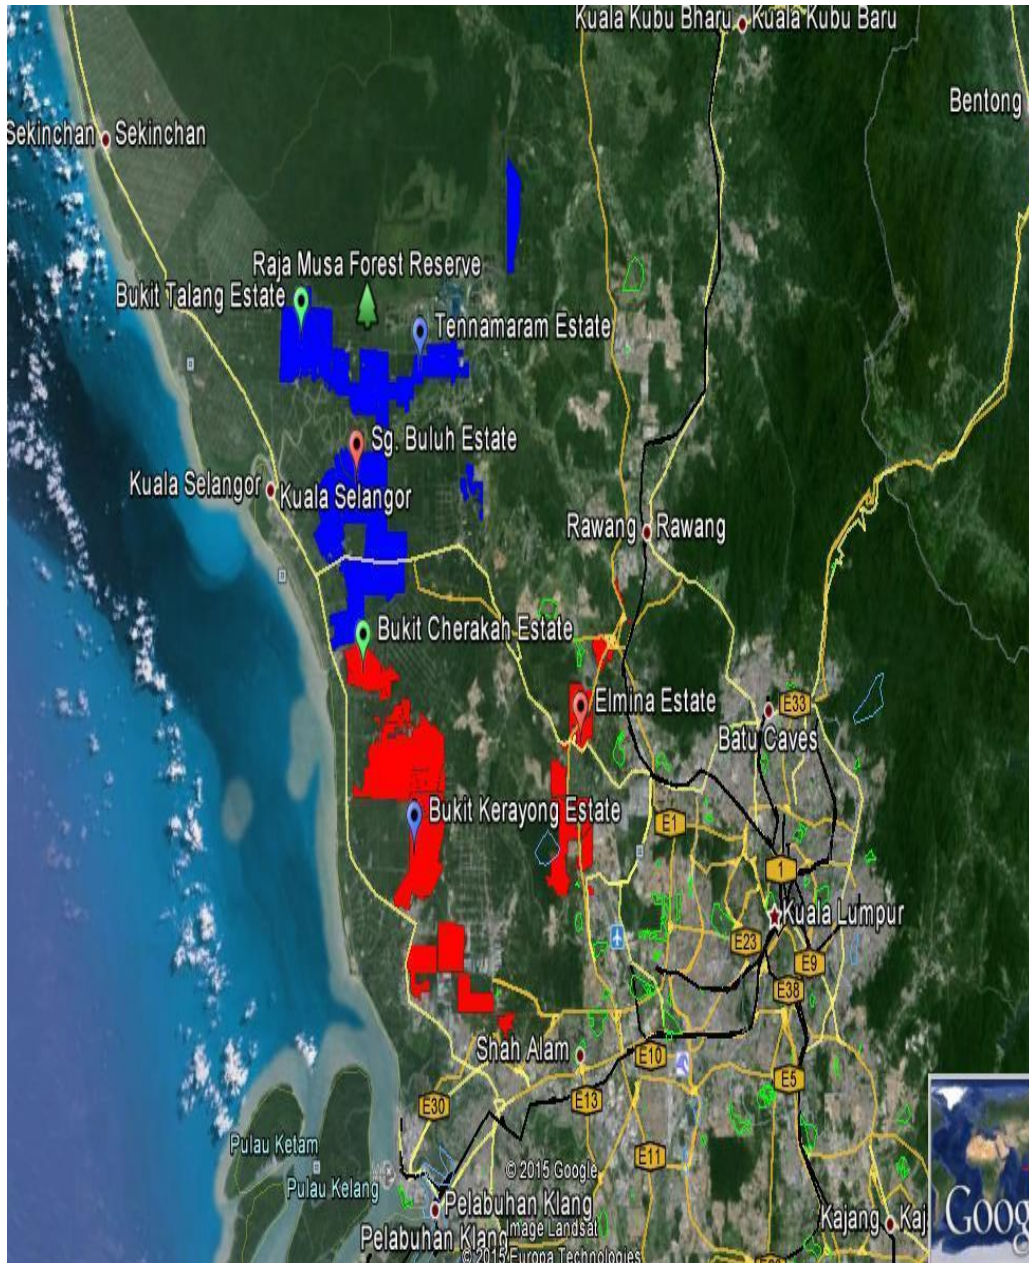 Kuala Kubu Bharu Kuala Kubu Baru
Bentong
Sekinchan Sekinchan
Raja Musa Forest Reserve
Bukit Talang Estate
Tennamaram Estate
Sg. Buluh Estate
Kuala Selangor Kuala Selangor
Rawang Rawang
Bukit Cherakah Estate
Elmina Estate
E33
Batu Caves
Bukit Kerayong Estate
E1
1
Kuala Lumpur
E23
E9
E38
Shah Alam
E10
E5
E30
E13
Pulau Ketam
E11
© 2015 Google
Pulau Kelang
Pelabuhan Klang
Image Landsat
Pelabuhan Klang
Kajang Kaj
Goog
© 2015 Europa Technologies